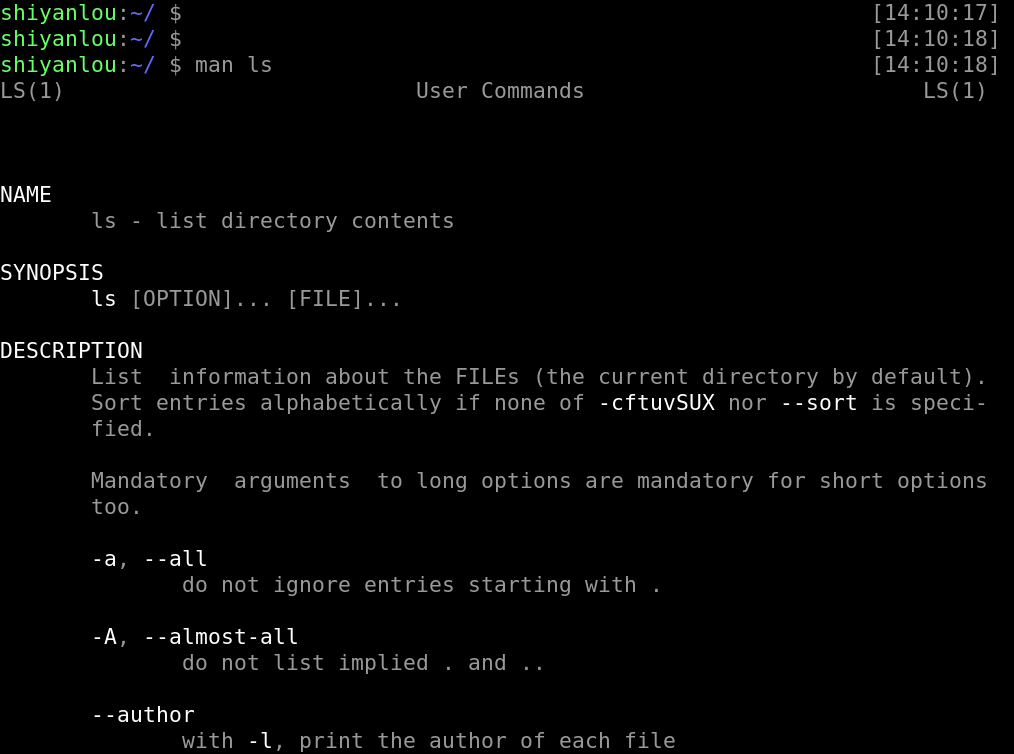 shiyanlou:~/ $ [14:10:17]
shiyanlou:~/ $ [14:10:18]
shiyanlou:~/ $ man ls [14:10:18]
LS(1) User Commands LS(1)
NAME
ls - list directory contents
SYNOPSIS
ls [OPTION]... [FILE]...
DESCRIPTION
List  information about the FILEs (the current directory by default).
Sort entries alphabetically if none of -cftuvSUX nor --sort is speci-
fied.
Mandatory  arguments  to long options are mandatory for short options
too.
-a, --all
do not ignore entries starting with .
-A, --almost-all
do not list implied . and ..
--author
with -l, print the author of each file